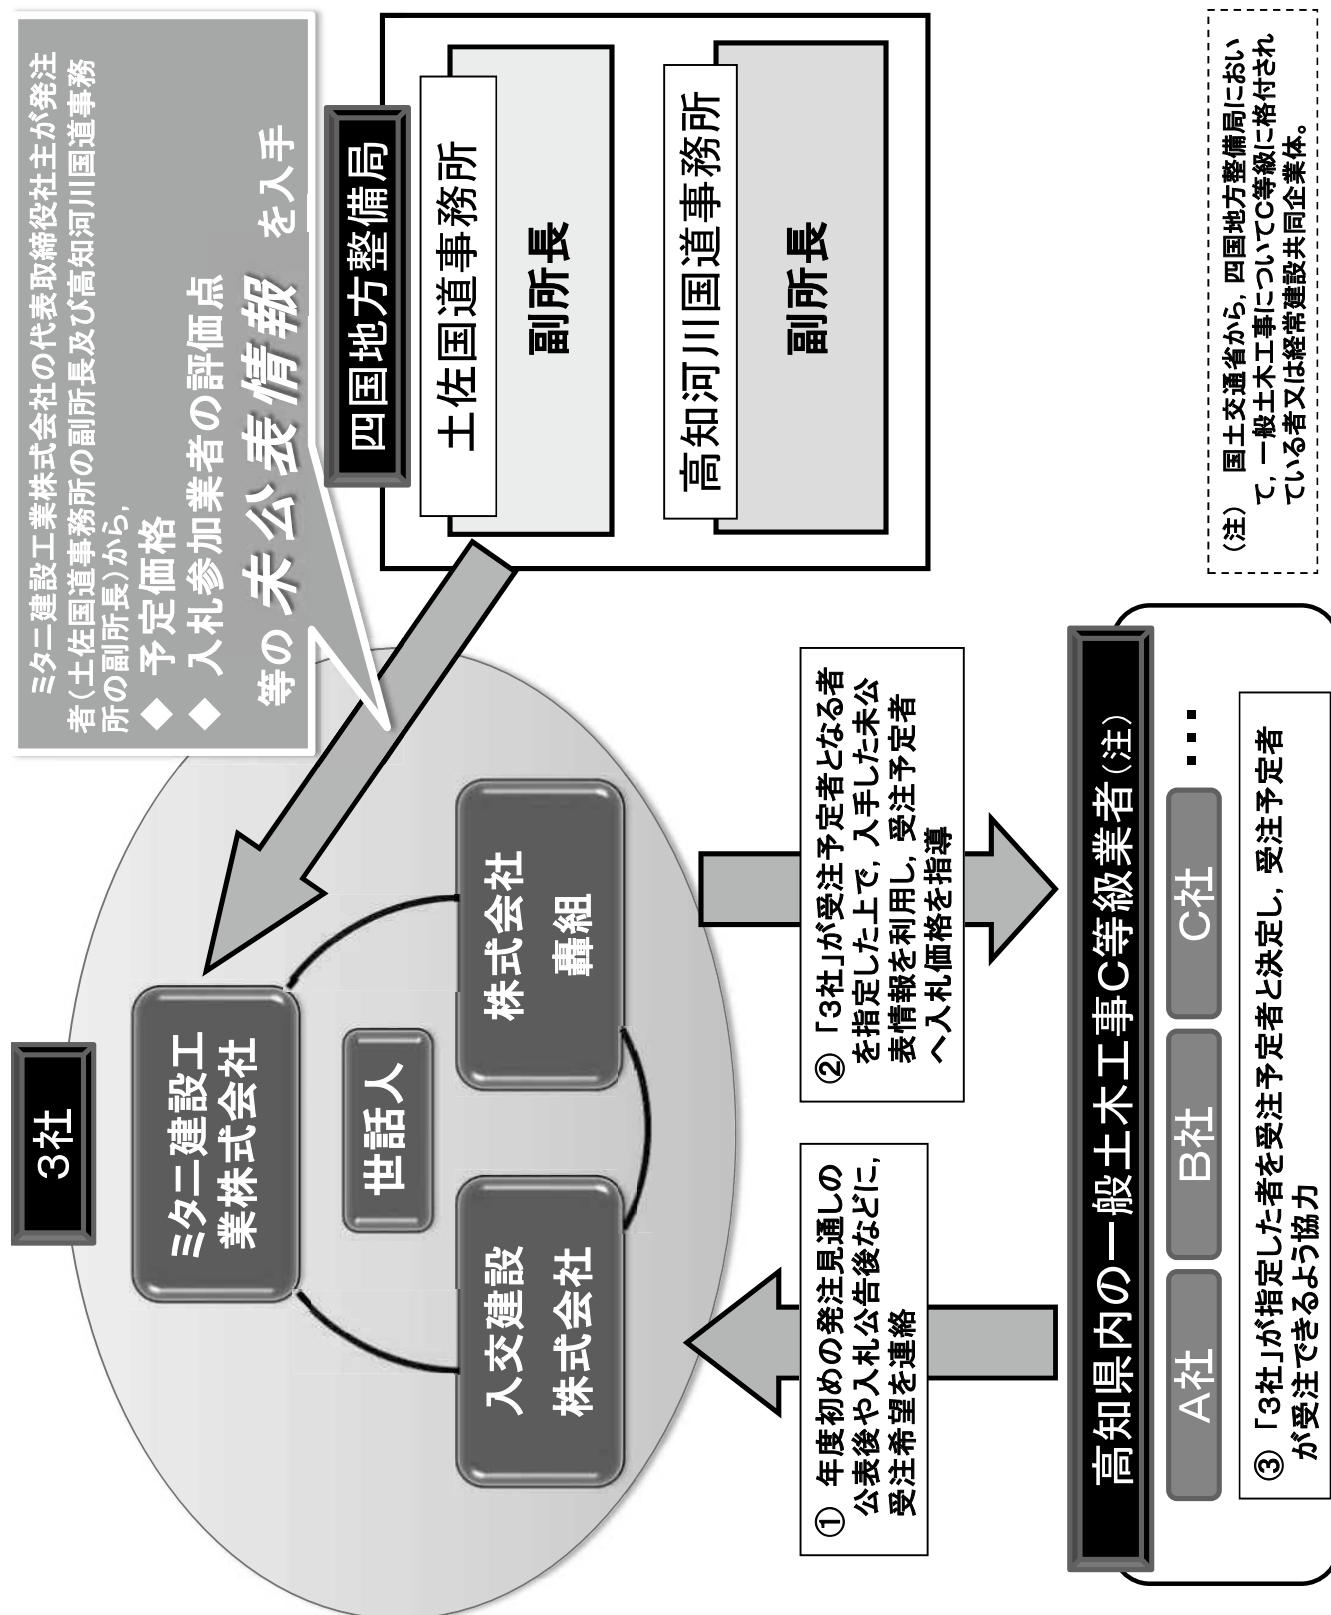 ３社
ミタニ建設工
業株式会社
世話人
入交建設
株式会社
株式会社
轟組
ミタニ建設工業株式会社の代表取締役社主が発注
者（土佐国道事務所の副所長及び高知河川国道事務
所の副所長）から，
◆ 予定価格
◆ 入札参加業者の評価点
等の 未公表情報 を入手
四国地方整備局
土佐国道事務所
副所長
高知河川国道事務所
副所長
① 年度初めの発注見通しの
公表後や入札公告後などに，
受注希望を連絡
② 「３社」が受注予定者となる者
を指定した上で，入手した未公
表情報を利用し，受注予定者
へ入札価格を指導
高知県内の一般土木工事Ｃ等級業者（注）
Ａ社
Ｂ社
Ｃ社
…
③ 「３社」が指定した者を受注予定者と決定し，受注予定者
が受注できるよう協力
（注） 国土交通省から，四国地方整備局におい
て，一般土木工事についてＣ等級に格付され
ている者又は経常建設共同企業体。